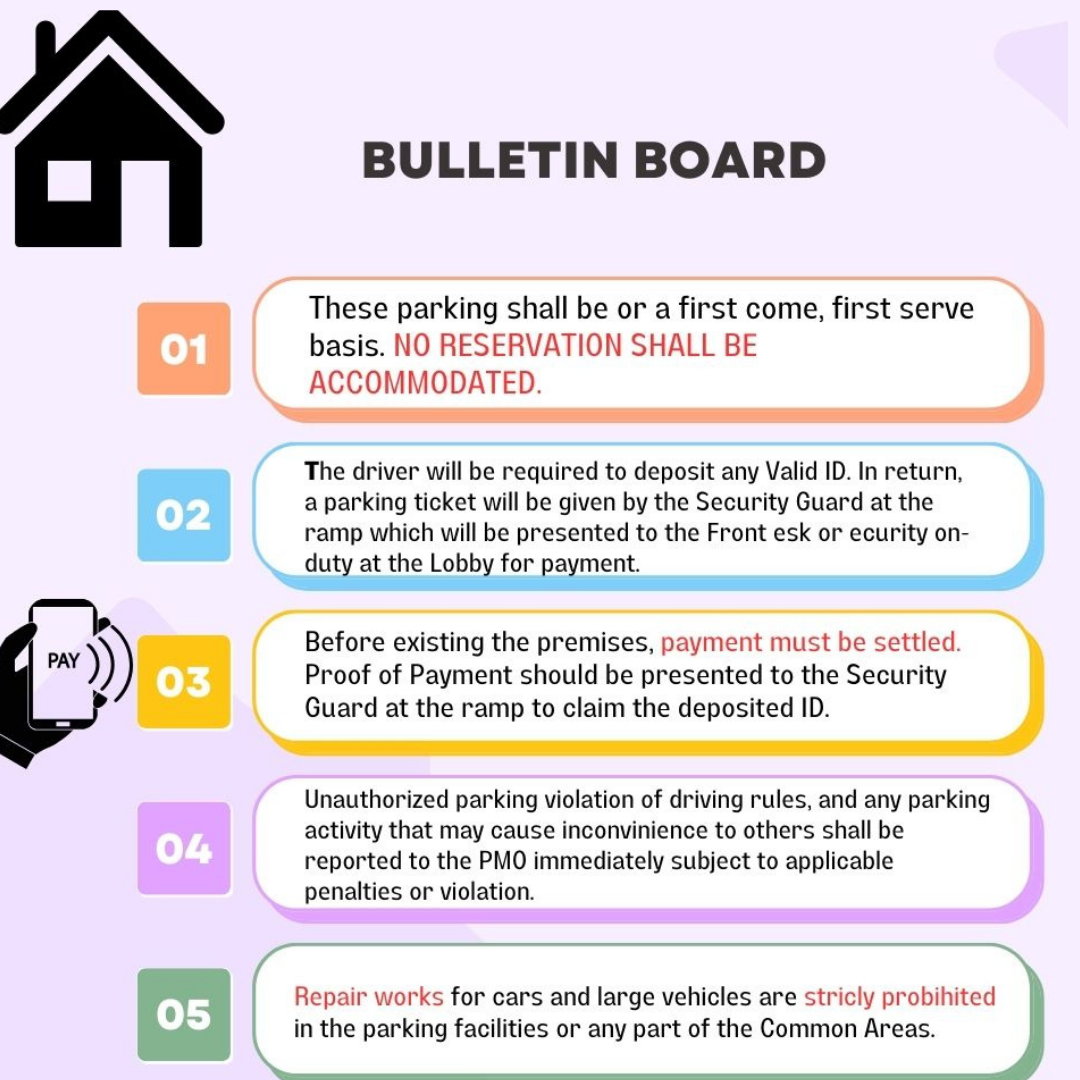 BULLETIN BOARD
01
These parking shall be or a first come, first serve
basis. NO RESERVATION SHALL BE
ACCOMMODATED.
02
The driver will be required to deposit any Valid ID. In return,
a parking ticket will be given by the Security Guard at the
ramp which will be presented to the Front esk or ecurity on-
duty at the Lobby for payment.
PAY
03
Before existing the premises, payment must be settled.
Proof of Payment should be presented to the Security
Guard at the ramp to claim the deposited ID.
04
Unauthorized parking violation of driving rules, and any parking
activity that may cause inconvinience to others shall be
reported to the PMO immediately subject to applicable
penalties or violation.
05
Repair works for cars and large vehicles are stricly probihited
in the parking facilities or any part of the Common Areas.